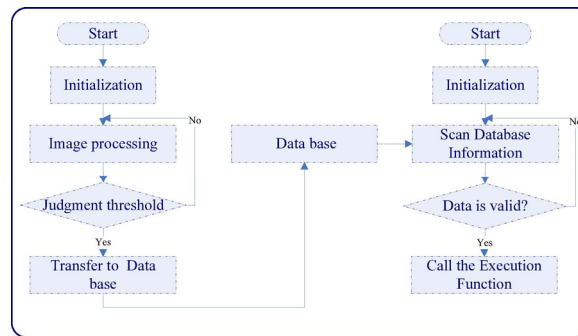 Start
Initialization
No
Image processing
Judgment threshold
Yes
Transfer to Data
base
Data base
Start
Initialization
No
Scan Database
Information
Data is valid?
Yes
Call the Execution
Function